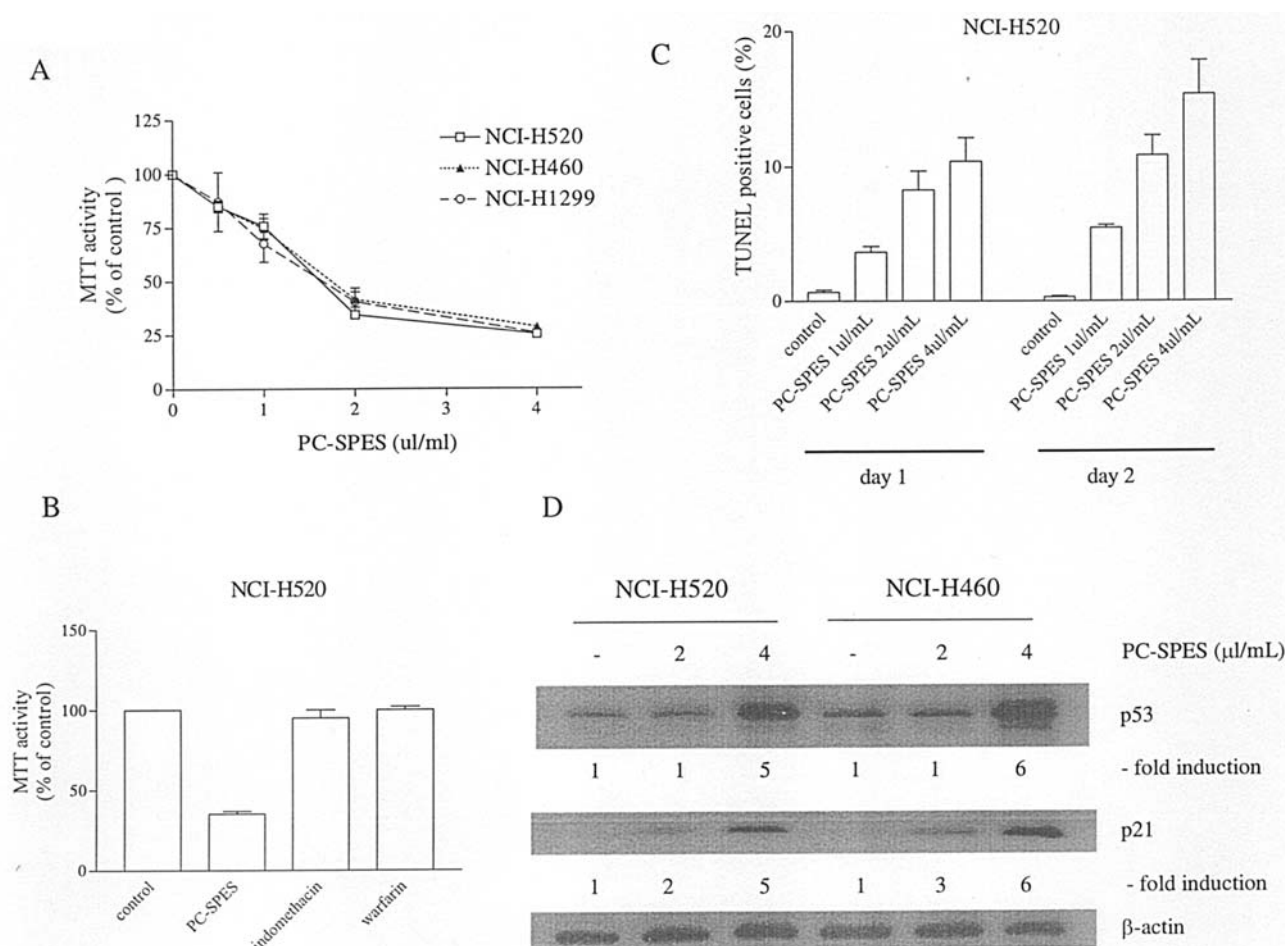 A
125
100
75
50
25
0
MTT activity
(% of control )
NCI-H520
NCI-H460
NCI-H1299
0 1 2 3 4
PC-SPES (ul/ml)
C
NCI-H520
20
10
0
TUNEL positive cells (%)
control
PC-SPES 1ul/mL
PC-SPES 2ul/mL
PC-SPES 4ul/mL
control
PC-SPES 1ul/mL
PC-SPES 2ul/mL
PC-SPES 4ul/mL
day 1 day 2
B
NCI-H520
150
100
50
0
MTT activity
(% of control)
control
PC-SPES
indomethacin
warfarin
D
NCI-H520 NCI-H460
- 2 4 - 2 4 PC-SPES (μl/mL)
p53
1 1 5 1 1 6 - fold induction
p21
1 2 5 1 3 6 - fold induction
β-actin